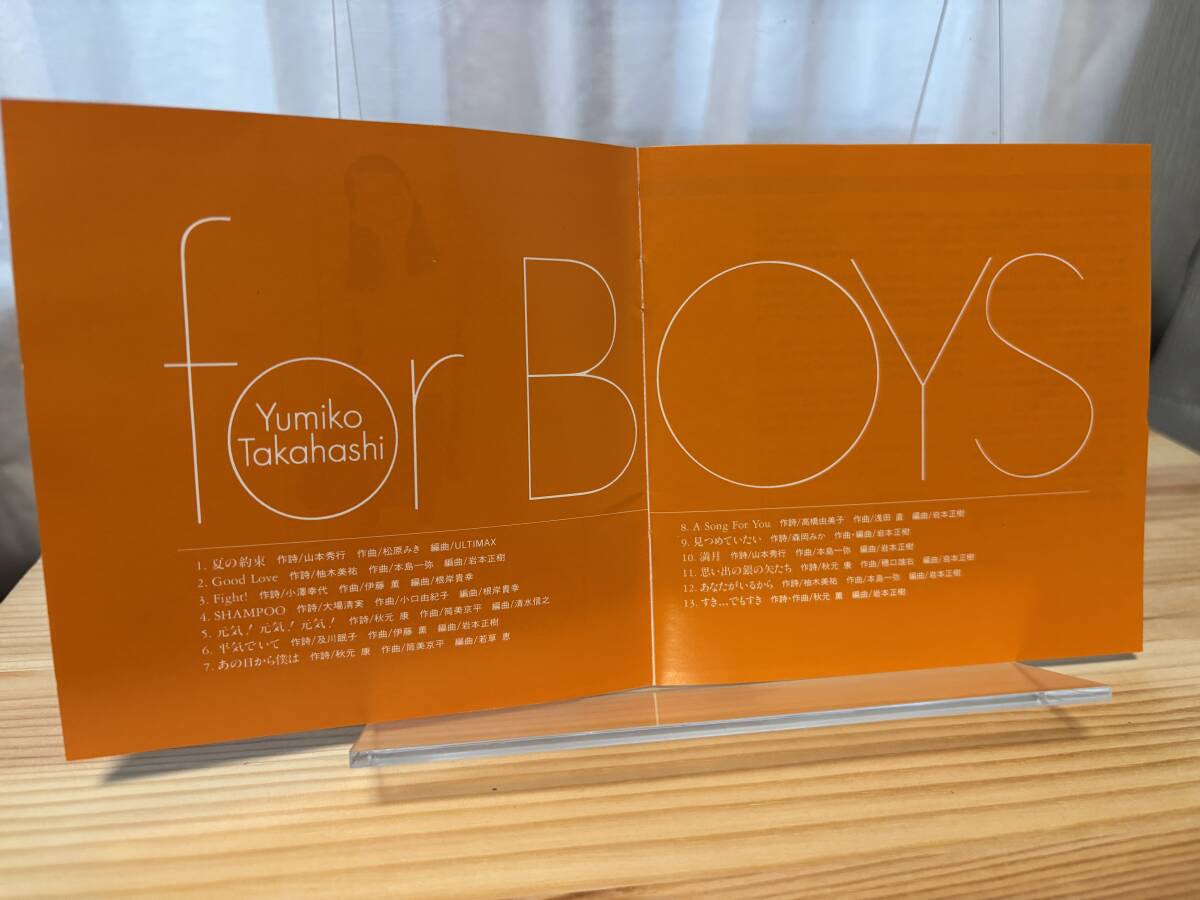 for BOYS
Yumiko
Takahashi
1. 夏の約束 作詩/山本秀行 作曲/松原みき 編曲/ULTIMAX
2. Good Love 作詩/柚木美祐 作曲/本島一弥 編曲/岩本正樹
3. Fight! 作詩/小澤幸代 作曲/伊藤 薫 編曲/根岸貴幸
4. SHAMPOO 作詩/大場清実 作曲/小口由紀子 編曲/根岸貴幸
5. 元気！元気！元気！ 作詩/秋元 康 作曲/筒美京平 編曲/清水信之
6. 平気でいて 作詩/及川眠子 作曲/伊藤 薫 編曲/岩本正樹
7. あの日から僕は 作詩/秋元 康 作曲/筒美京平 編曲/若草 恵
8. A Song For You 作詩/高橋由美子 作曲/浅田 直 編曲/岩本正樹
9. 見つめていたい 作詩/森岡みか 作曲・編曲/岩本正樹
10. 満月 作詩/山本秀行 作曲/本島一弥 編曲/岩本正樹
11. 思い出の銀の矢たち 作詩/秋元 康 作曲/樋口雄右 編曲/岩本正樹
12. あなたがいるから 作詩/柚木美祐 作曲/本島一弥 編曲/岩本正樹
13. すき…でもすき 作詩・作曲/秋元 薫 編曲/岩本正樹